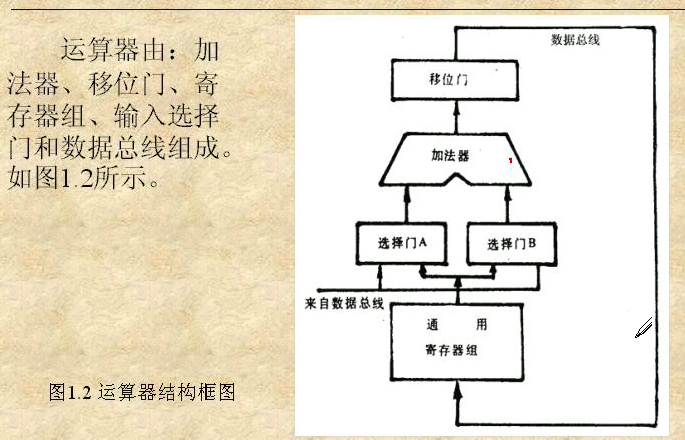 运算器由：加
法器、移位门、寄
存器组、输入选择
门和数据总线组成。
如图1.2所示。
图1.2 运算器结构框图
数据总线
移位门
加法器
选择门A
选择门B
来自数据总线
通 用
寄存器组